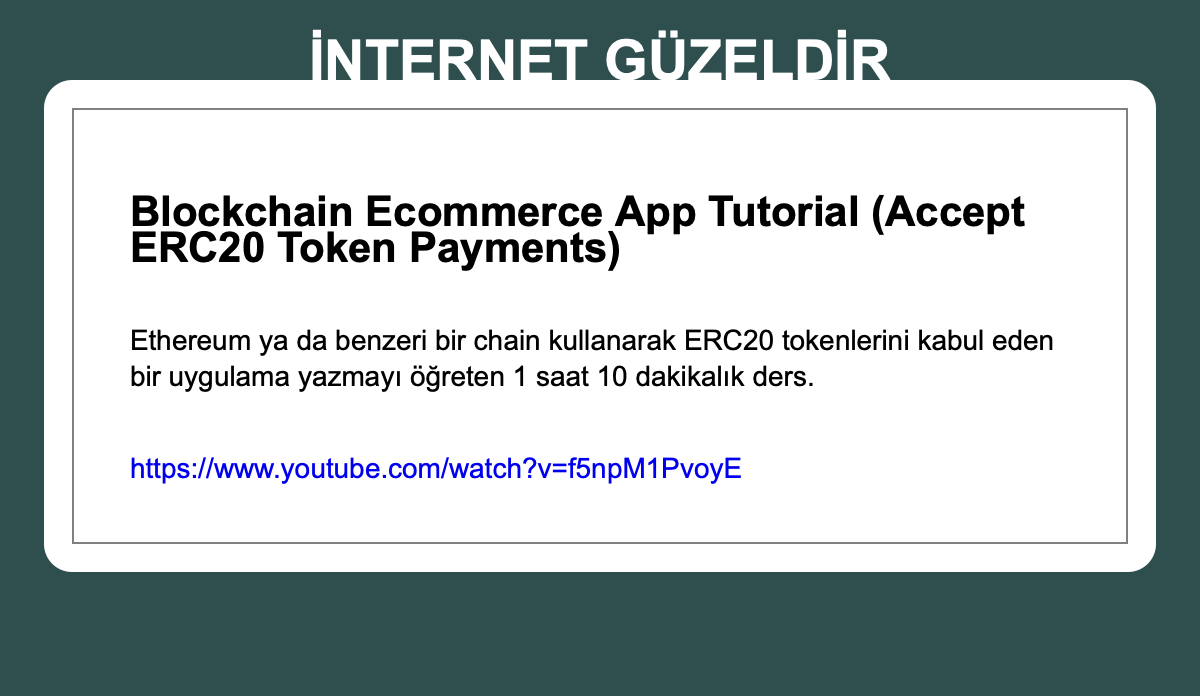 İNTERNET GÜZELDİR
Blockchain Ecommerce App Tutorial (Accept
ERC20 Token Payments)
Ethereum ya da benzeri bir chain kullanarak ERC20 tokenlerini kabul eden
bir uygulama yazmayı öğreten 1 saat 10 dakikalık ders.
https://www.youtube.com/watch?v=f5npM1PvoyE